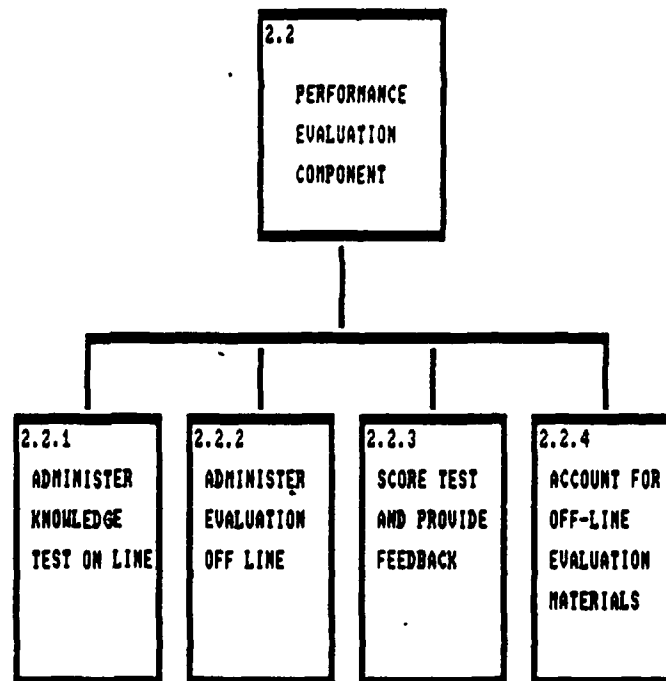 2.2
PERFORMANCE
EVALUATION
COMPONENT
2.2.1
ADMINISTER
KNOWLEDGE
TEST ON LINE
2.2.2
ADMINISTER
EVALUATION
OFF LINE
2.2.3
SCORE TEST
AND PROVIDE
FEEDBACK
2.2.4
ACCOUNT FOR
OFF-LINE
EVALUATION
MATERIALS